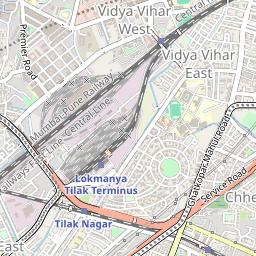 Vidya Vihar
West
Central
Premier Road
Vidya Vihar
East
Mumbai-Pune Railway
Ghatkopar Mahul Road
Lokmanya
Tilak Terminus
Service Road
Chhe
Tilak Nagar
east